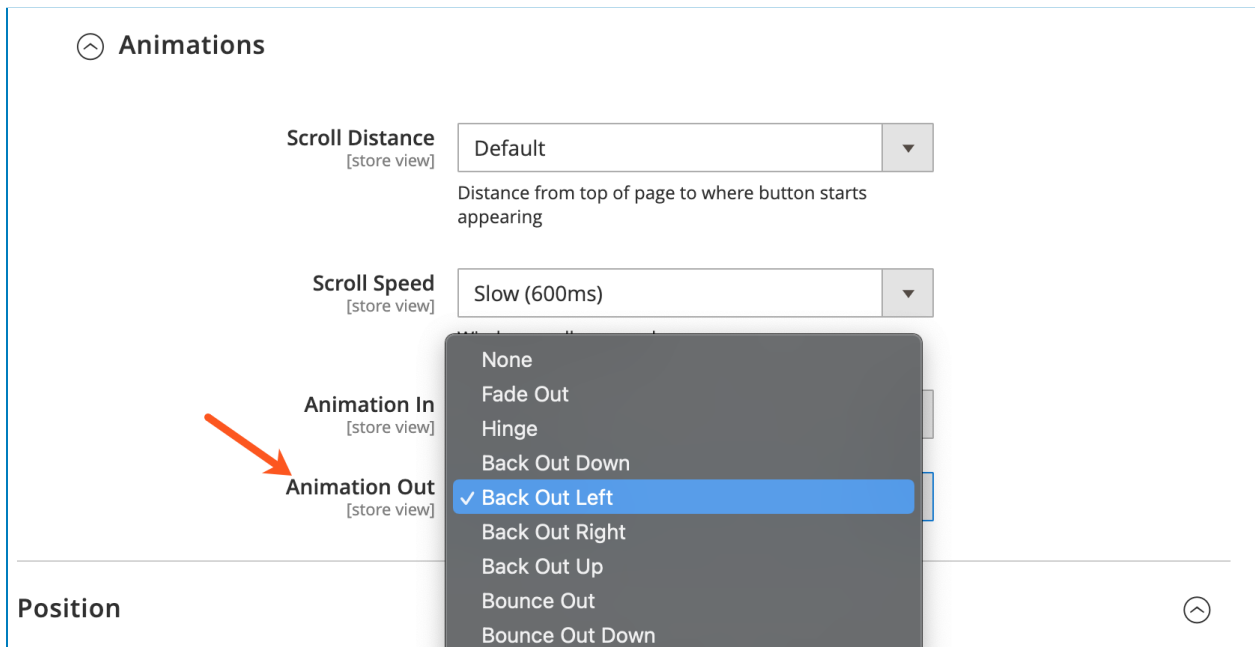 Animations
Scroll Distance
[store view]
Default
Distance from top of page to where button starts
appearing
Scroll Speed
[store view]
Slow (600ms)
Animation In
[store view]
Animation Out
[store view]
None
Fade Out
Hinge
Back Out Down
✓ Back Out Left
Back Out Right
Back Out Up
Bounce Out
Bounce Out Down
Position